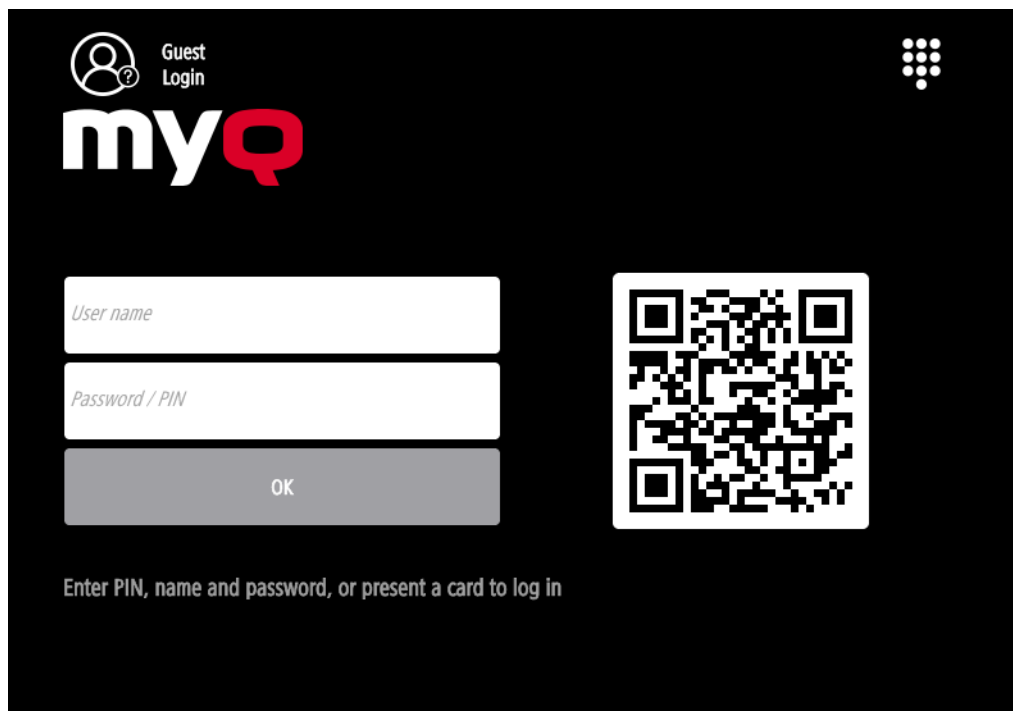 Guest
Login
?
myQ
User name
Password / PIN
OK
Enter PIN, name and password, or present a card to log in